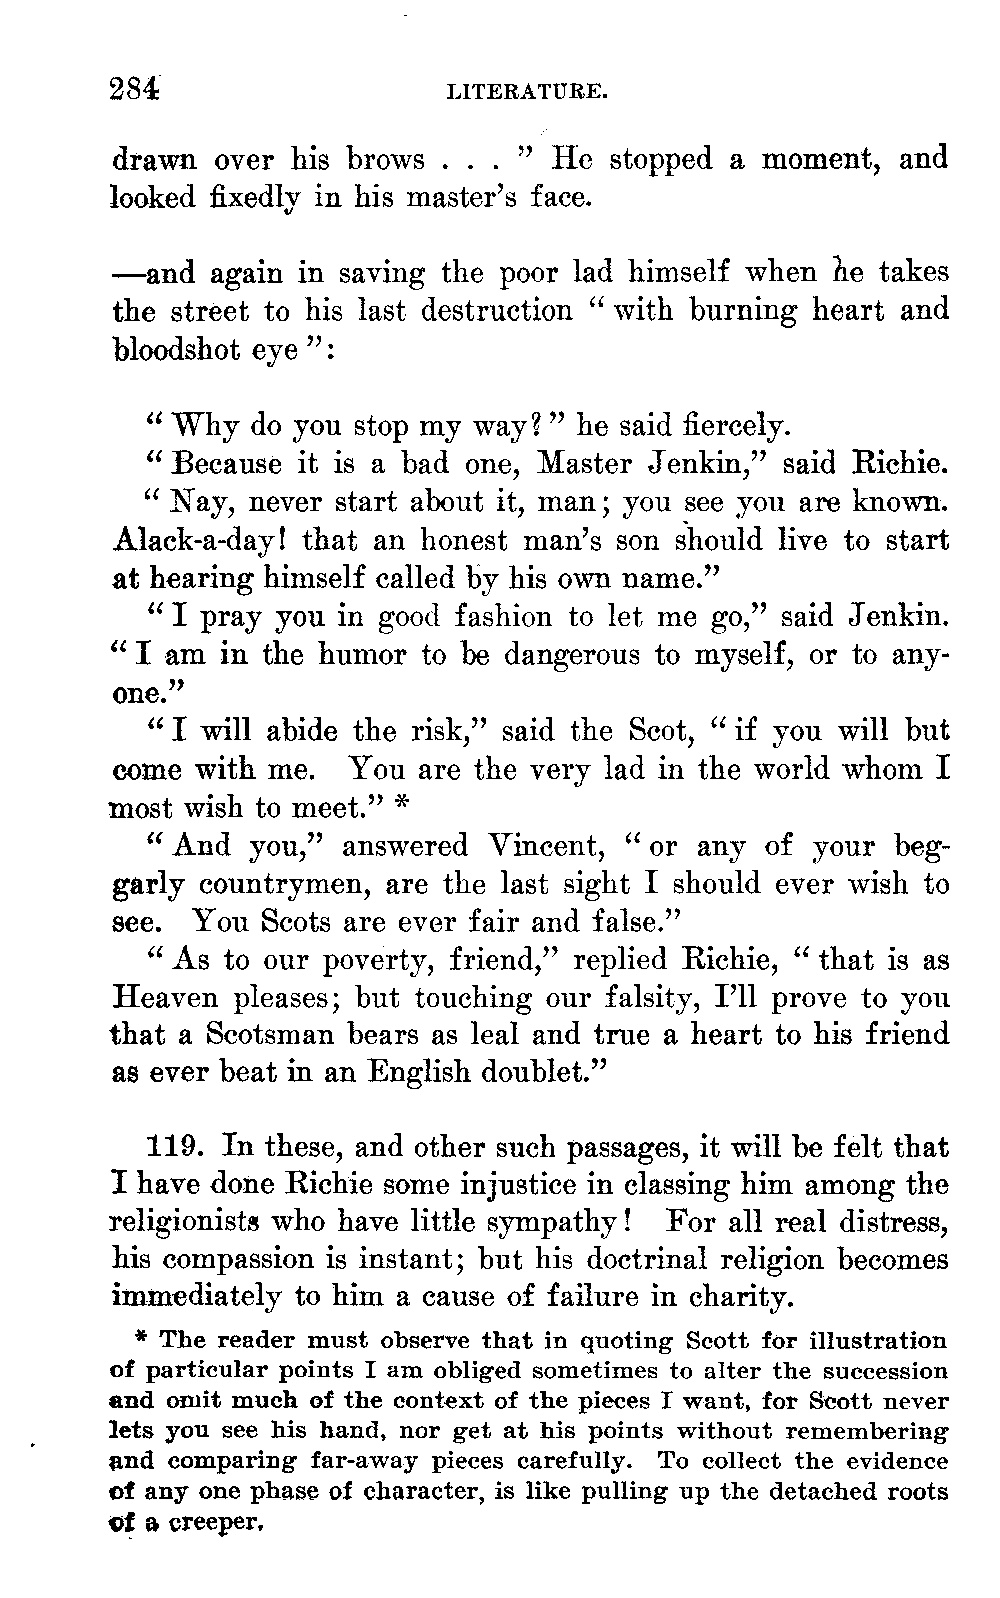 284 LITERATURE.
drawn over his brows . . . " He stopped a moment, and
looked fixedly in his master's face.
—and again in saving the poor lad himself when he takes
the street to his last destruction " with burning heart and
bloodshot eye ":
" Why do you stop my way? " he said fiercely.
" Because it is a bad one, Master Jenkin," said Richie.
" Nay, never start about it, man; you see you are known.
Alack-a-day! that an honest man's son should live to start
at hearing himself called by his own name."
" I pray you in good fashion to let me go," said Jenkin.
" I am in the humor to be dangerous to myself, or to any-
one."
" I will abide the risk," said the Scot, " if you will but
come with me. You are the very lad in the world whom I
most wish to meet." *
" And you," answered Vincent, " or any of your beg-
garly countrymen, are the last sight I should ever wish to
see. You Scots are ever fair and false."
" As to our poverty, friend," replied Richie, " that is as
Heaven pleases; but touching our falsity, I'll prove to you
that a Scotsman bears as leal and true a heart to his friend
as ever beat in an English doublet."
119. In these, and other such passages, it will be felt that
I have done Richie some injustice in classing him among the
religionists who have little sympathy! For all real distress,
his compassion is instant; but his doctrinal religion becomes
immediately to him a cause of failure in charity.
* The reader must observe that in quoting Scott for illustration
of particular points I am obliged sometimes to alter the succession
and omit much of the context of the pieces I want, for Scott never
lets you see his hand, nor get at his points without remembering
and comparing far-away pieces carefully. To collect the evidence
of any one phase of character, is like pulling up the detached roots
of a creeper.